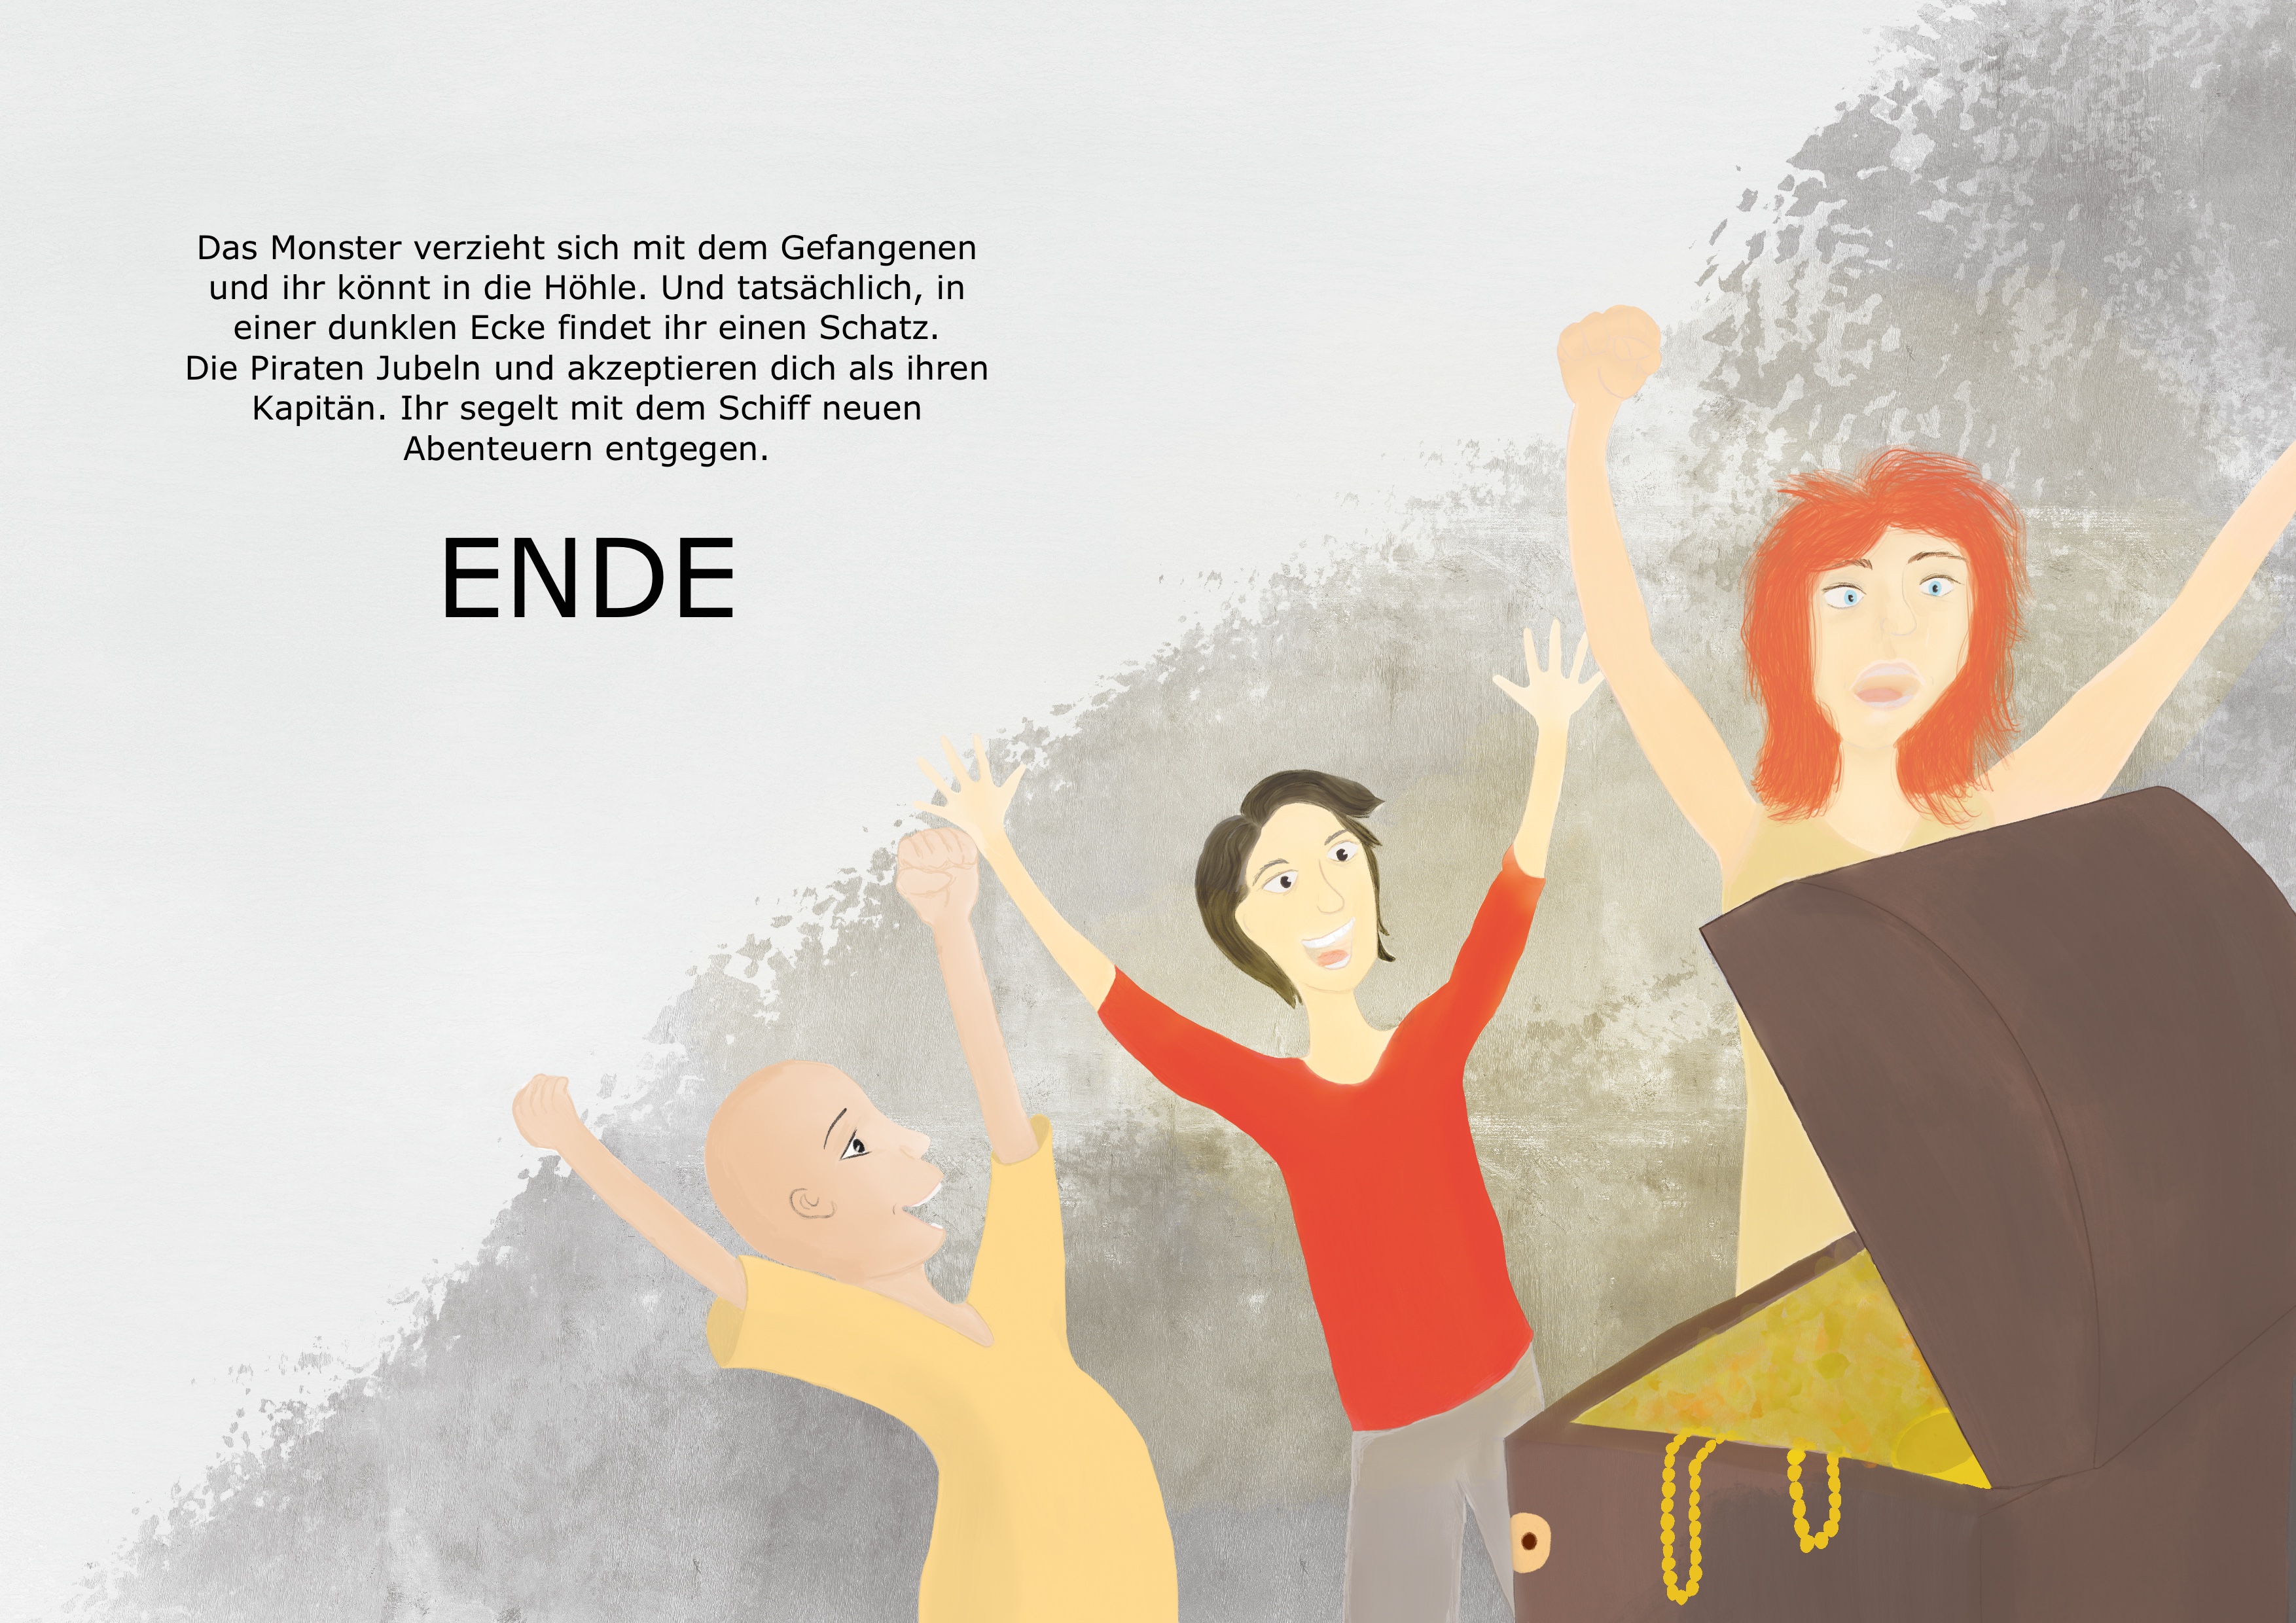 Das Monster verzieht sich mit dem Gefangenen
und ihr könnt in die Höhle. Und tatsächlich, in
einer dunklen Ecke findet ihr einen Schatz.
Die Piraten Jubeln und akzeptieren dich als ihren
Kapitän. Ihr segelt mit dem Schiff neuen
Abenteuern entgegen.
ENDE